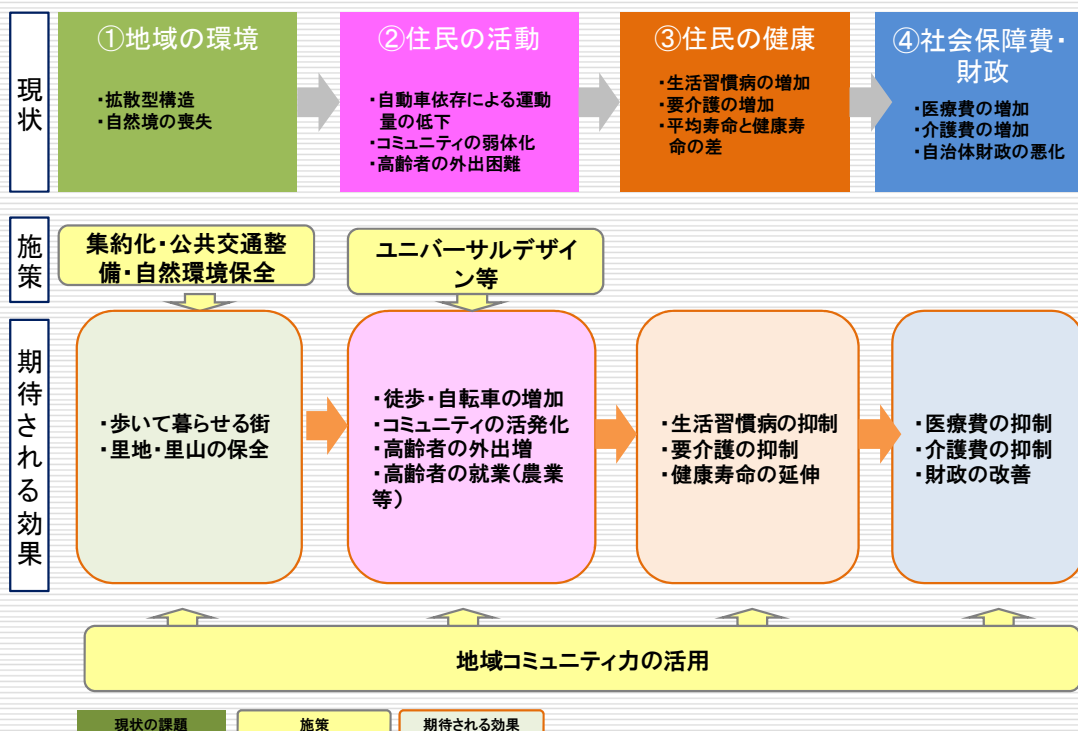 現状
①地域の環境
・拡散型構造
・自然境の喪失
②住民の活動
・自動車依存による運動
量の低下
・コミュニティの弱体化
・高齢者の外出困難
③住民の健康
・生活習慣病の増加
・要介護の増加
・平均寿命と健康寿
命の差
④社会保障費・
財政
・医療費の増加
・介護費の増加
・自治体財政の悪化
施策
集約化・公共交通整
備・自然環境保全
ユニバーサルデザイ
ン等
期待される効果
・歩いて暮らせる街
・里地・里山の保全
・徒歩・自転車の増加
・コミュニティの活発化
・高齢者の外出増
・高齢者の就業(農業
等)
・生活習慣病の抑制
・要介護の抑制
・健康寿命の延伸
・医療費の抑制
・介護費の抑制
・財政の改善
地域コミュニティ力の活用
現状の課題
施策
期待される効果